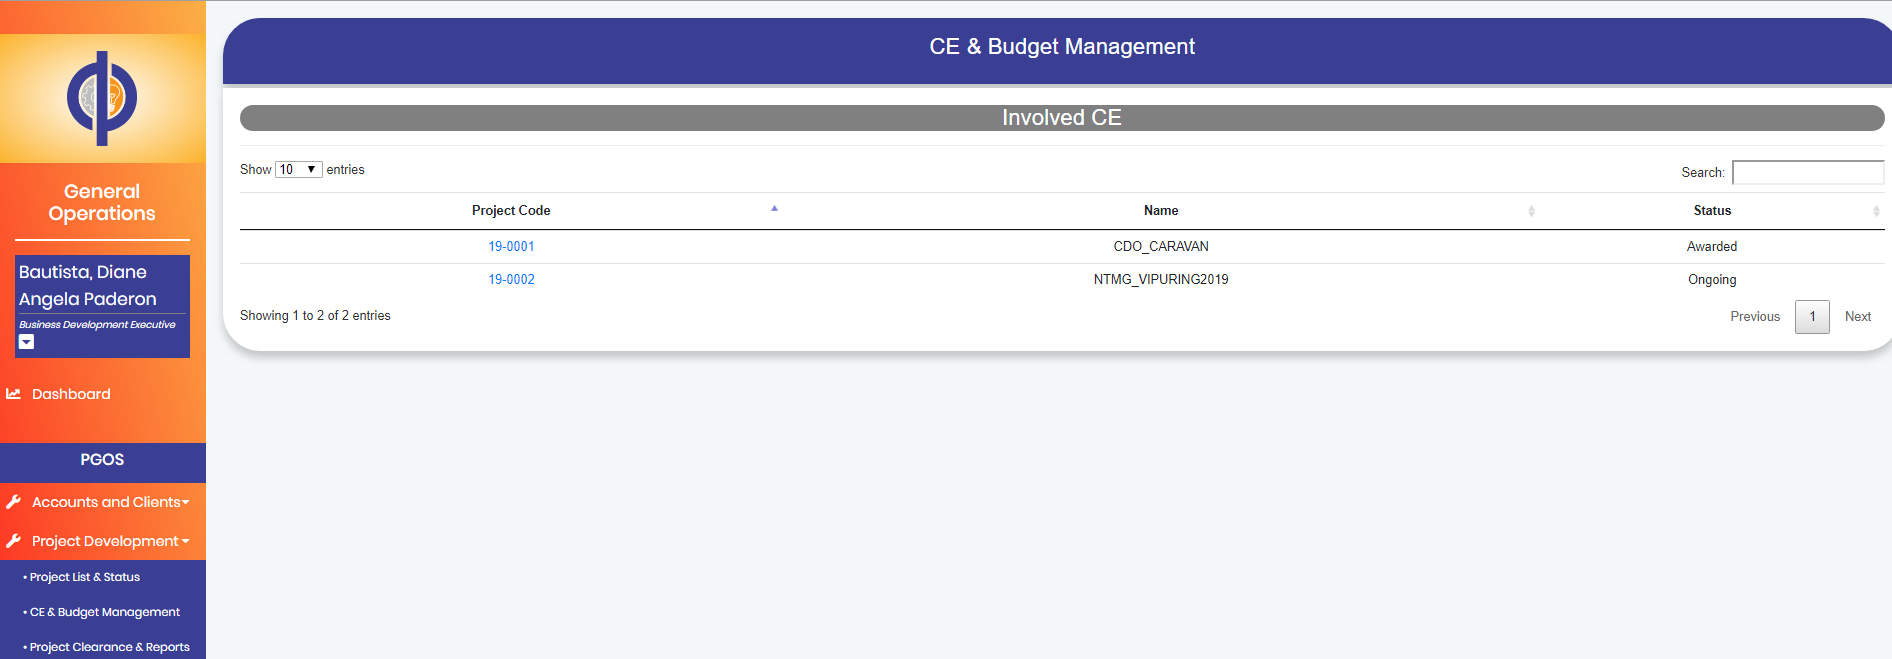 General
Operations
Bautista, Diane
Angela Paderon
Business Development Executive
Dashboard
PGOS
Accounts and Clients
Project Development
• Project List & Status
• CE & Budget Management
• Project Clearance & Reports
CE & Budget Management
Involved CE
Show 10 entries
Search:
Project Code Name Status
19-0001 CDO_CARAVAN Awarded
19-0002 NTMG_VIPURING2019 Ongoing
Showing 1 to 2 of 2 entries
Previous 1 Next